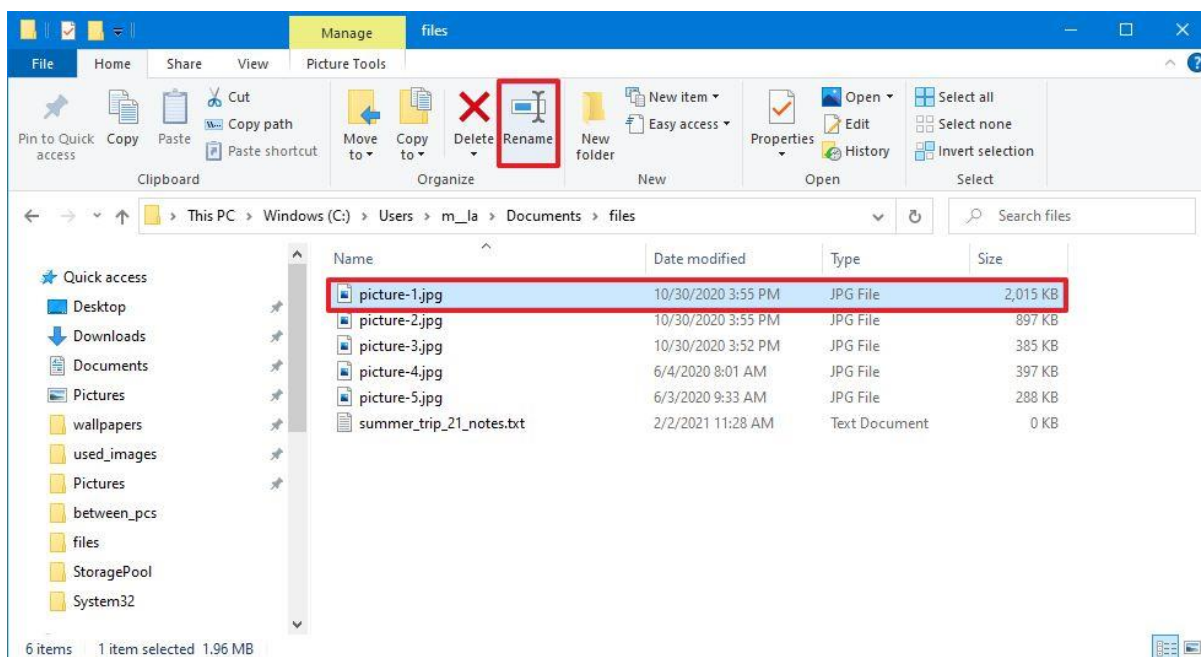 Manage files
File Home Share View Picture Tools
Pin to Quick access
Copy
Paste
Cut
Copy path
Paste shortcut
Clipboard
Move to
Copy to
Delete
Rename
Organize
New folder
New item
Easy access
New
Properties
Open
Edit
History
Open
Select all
Select none
Invert selection
Select
This PC > Windows (C:) > Users > m__la > Documents > files
Search files
Quick access
Desktop
Downloads
Documents
Pictures
wallpapers
used_images
Pictures
between_pcs
files
StoragePool
System32
Name Date modified Type Size
picture-1.jpg 10/30/2020 3:55 PM JPG File 2,015 KB
picture-2.jpg 10/30/2020 3:55 PM JPG File 897 KB
picture-3.jpg 10/30/2020 3:52 PM JPG File 385 KB
picture-4.jpg 6/4/2020 8:01 AM JPG File 397 KB
picture-5.jpg 6/3/2020 9:33 AM JPG File 288 KB
summer_trip_21_notes.txt 2/2/2021 11:28 AM Text Document 0 KB
6 items 1 item selected 1.96 MB